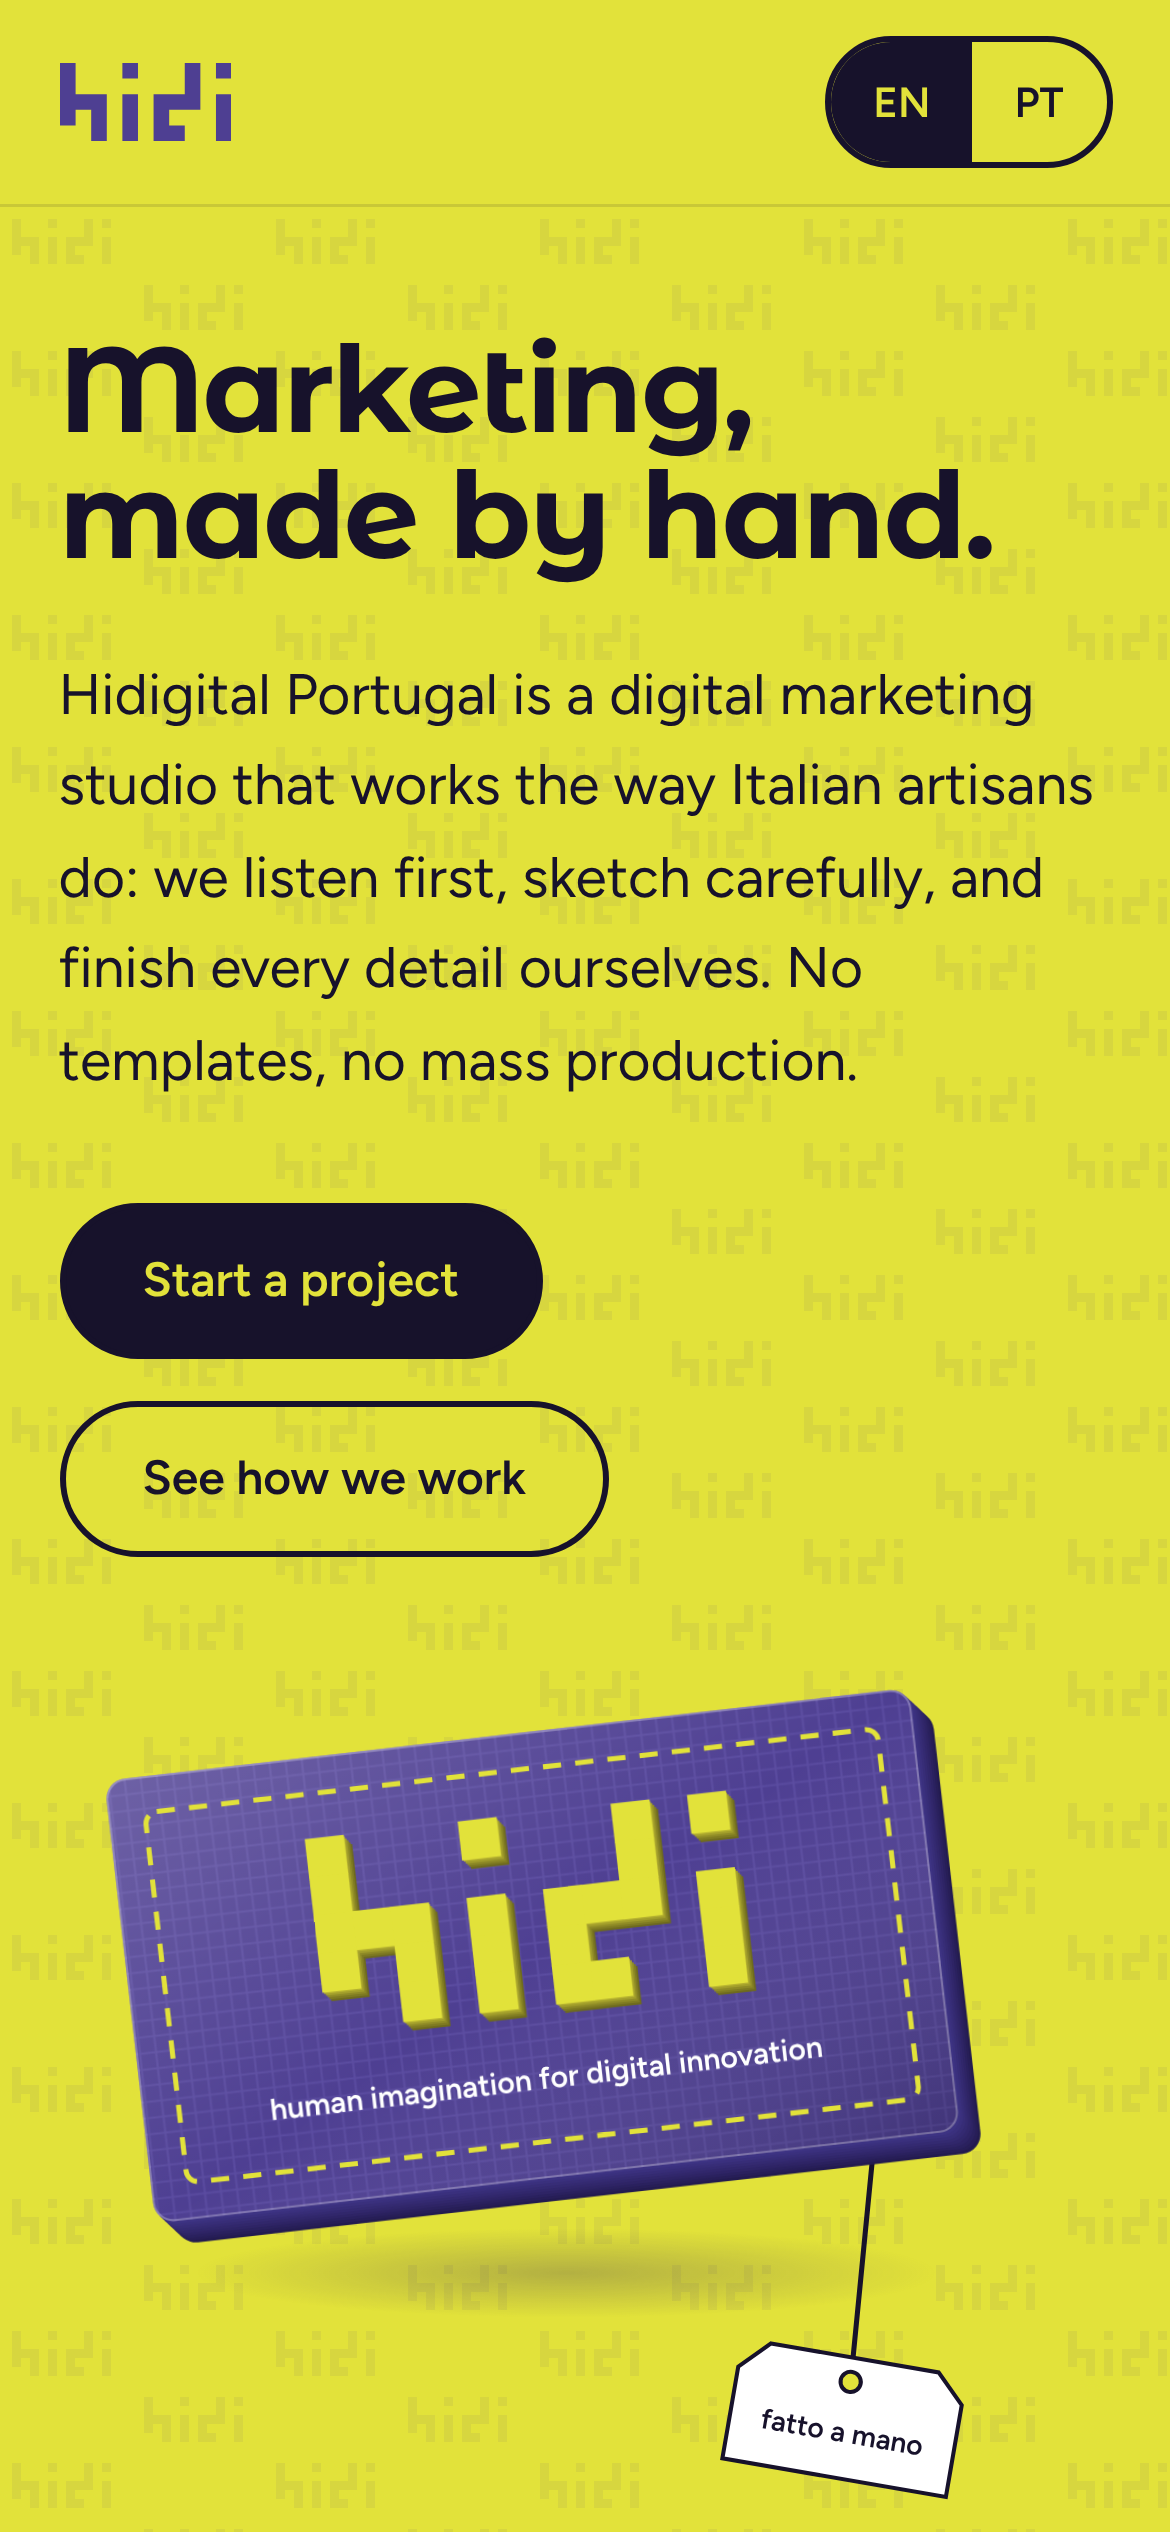 hidi
EN PT
Marketing,
made by hand.
Hidigital Portugal is a digital marketing
studio that works the way Italian artisans
do: we listen first, sketch carefully, and
finish every detail ourselves. No
templates, no mass production.
Start a project
See how we work
hidi
human imagination for digital innovation
fatto a mano